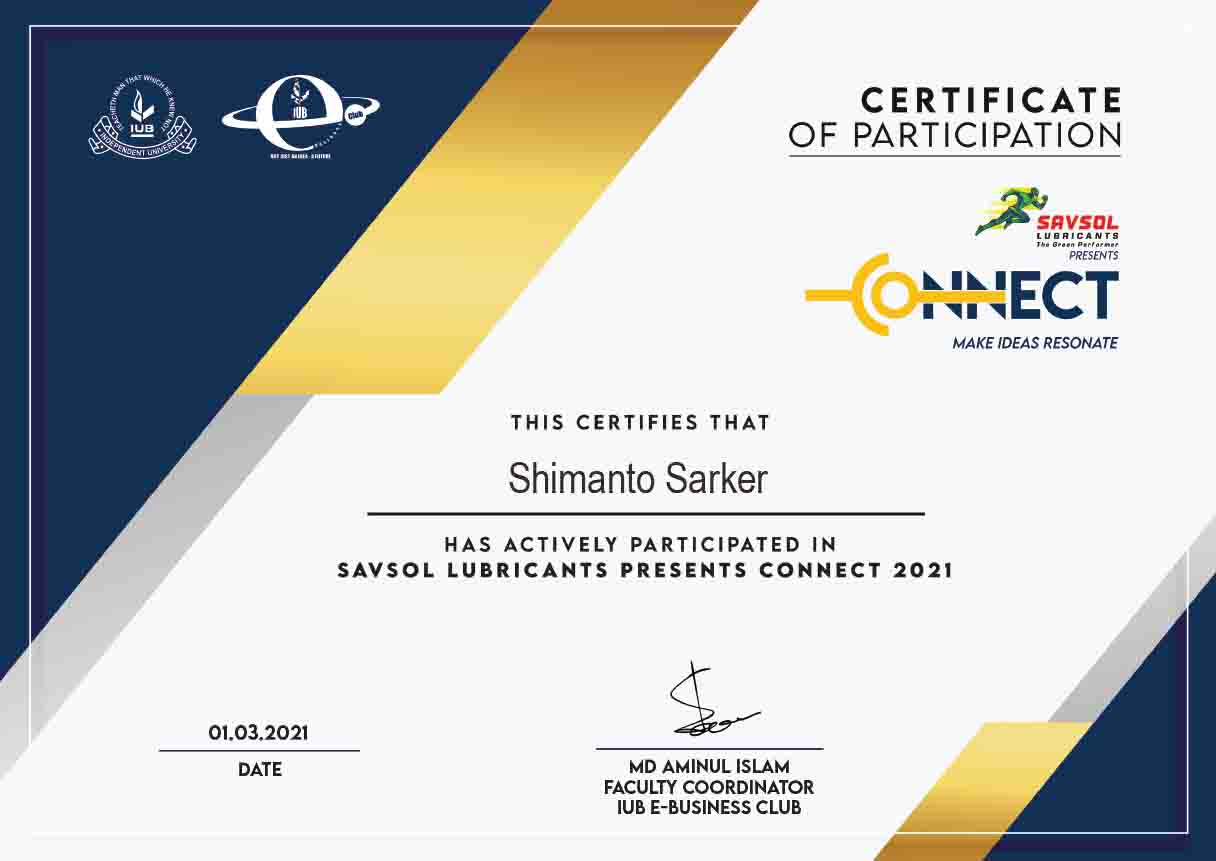 TEACHETH MAN THAT WHICH HE KNEW NOT
IUB
INDEPENDENT UNIVERSITY
IUB
Club
NOT JUST BUSINESS - A FUTURE
CERTIFICATE
OF PARTICIPATION
SAVSOL
LUBRICANTS
The Green Performer
PRESENTS
CONNECT
MAKE IDEAS RESONATE
THIS CERTIFIES THAT
Shimanto Sarker
HAS ACTIVELY PARTICIPATED IN
SAVSOL LUBRICANTS PRESENTS CONNECT 2021
01.03.2021
DATE
MD AMINUL ISLAM
FACULTY COORDINATOR
IUB E-BUSINESS CLUB